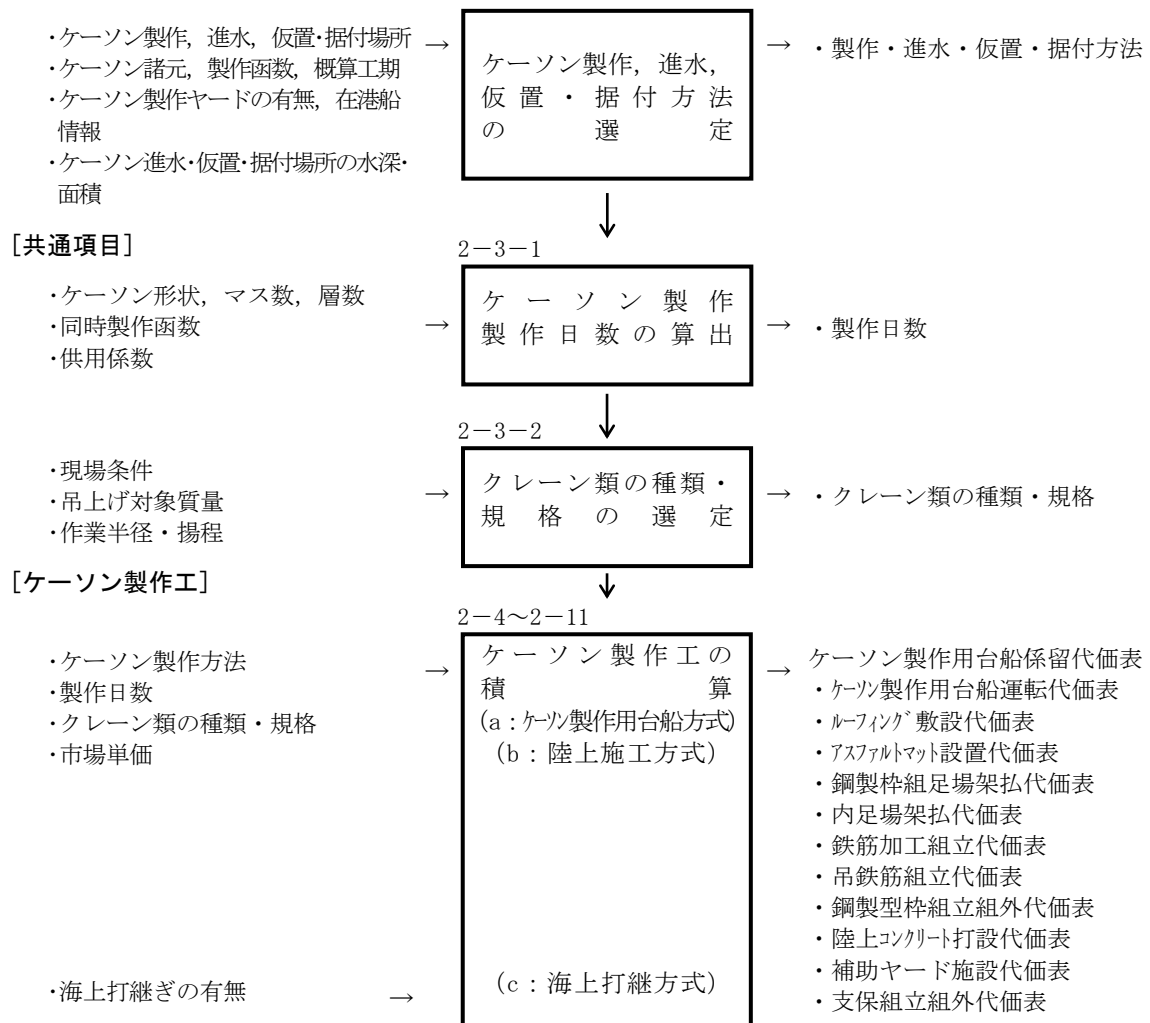 ・ケーソン製作，進水，仮置・据付場所 →
・ケーソン諸元，製作函数，概算工期
・ケーソン製作ヤードの有無，在港船
情報
・ケーソン進水・仮置・据付場所の水深・
面積
ケーソン製作，進水，
仮置・据付方法
の選定
→ ・製作・進水・仮置・据付方法
↓
［共通項目］
2－3－1
・ケーソン形状，マス数，層数
・同時製作函数 →
・供用係数
ケーソン製作
製作日数の算出
→ ・製作日数
↓
2－3－2
・現場条件
・吊上げ対象質量 →
・作業半径・揚程
クレーン類の種類・
規格の選定
→ ・クレーン類の種類・規格
［ケーソン製作工］
↓
2－4～2－11
・ケーソン製作方法 →
・製作日数
・クレーン類の種類・規格
・市場単価
ケーソン製作工の
積算
(a：ｹｰｿﾝ製作用台船方式)
(b：陸上施工方式)
→ ケーソン製作用台船係留代価表
・ｹｰｿﾝ製作用台船運転代価表
・ﾙｰﾌｨﾝｸﾞ敷設代価表
・ｱｽﾌｧﾙﾄﾏｯﾄ設置代価表
・鋼製枠組足場架払代価表
・内足場架払代価表
・鉄筋加工組立代価表
・吊鉄筋組立代価表
・鋼製型枠組立組外代価表
・陸上ｺﾝｸﾘｰﾄ打設代価表
・補助ヤード施設代価表
・支保組立組外代価表
・海上打継ぎの有無 →
(c：海上打継方式)